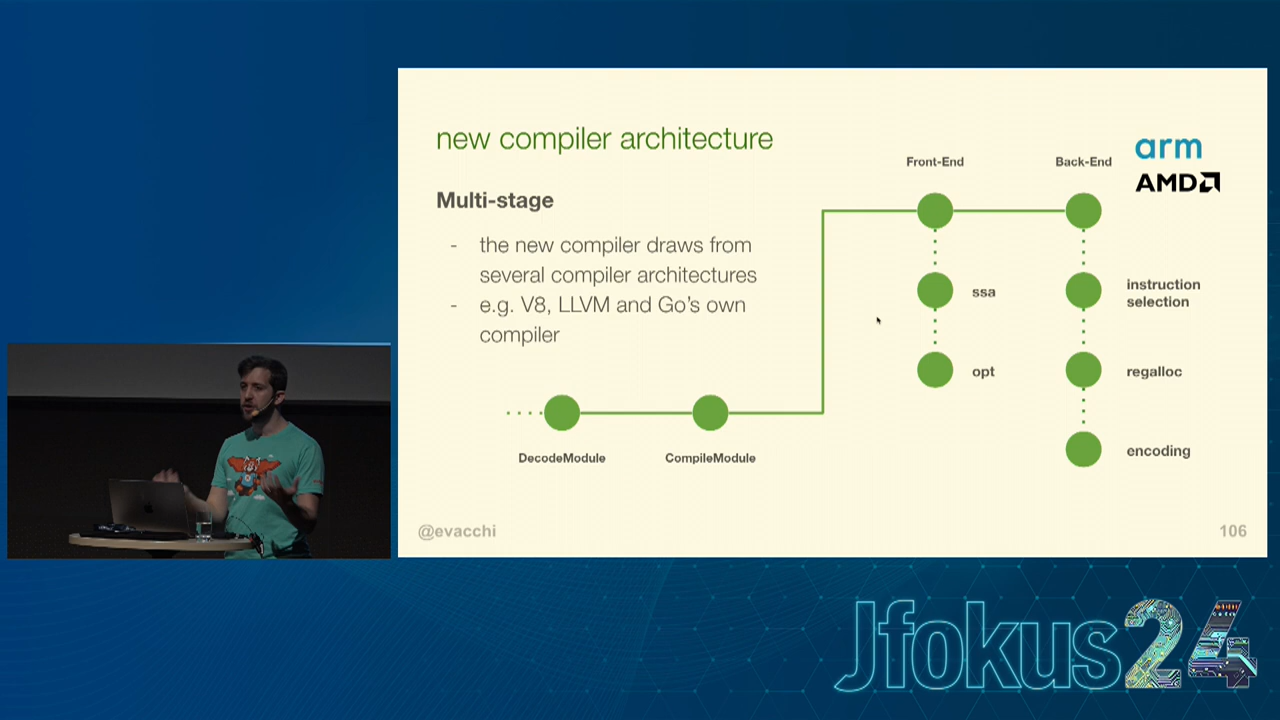 new compiler architecture
Multi-stage
- the new compiler draws from
several compiler architectures
- e.g. V8, LLVM and Go's own
compiler
DecodeModule
CompileModule
Front-End
Back-End
arm
AMD
ssa
opt
instruction
selection
regalloc
encoding
@evacchi
106
Jfokus24